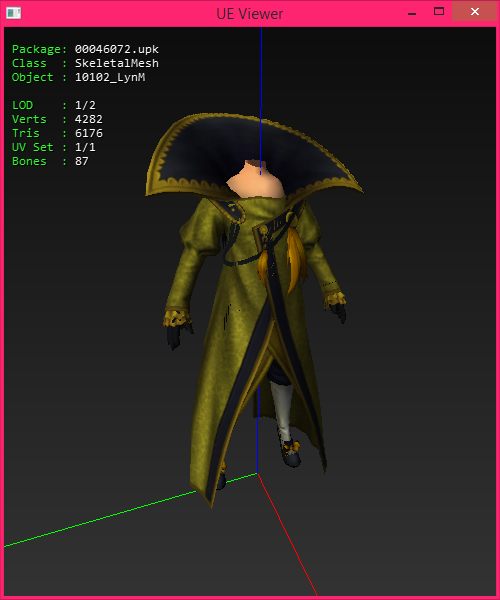 UE Viewer
Package: 00046072.upk
Class : SkeletalMesh
Object : 10102_LynM
LOD : 1/2
Verts : 4282
Tris : 6176
UV Set : 1/1
Bones : 87